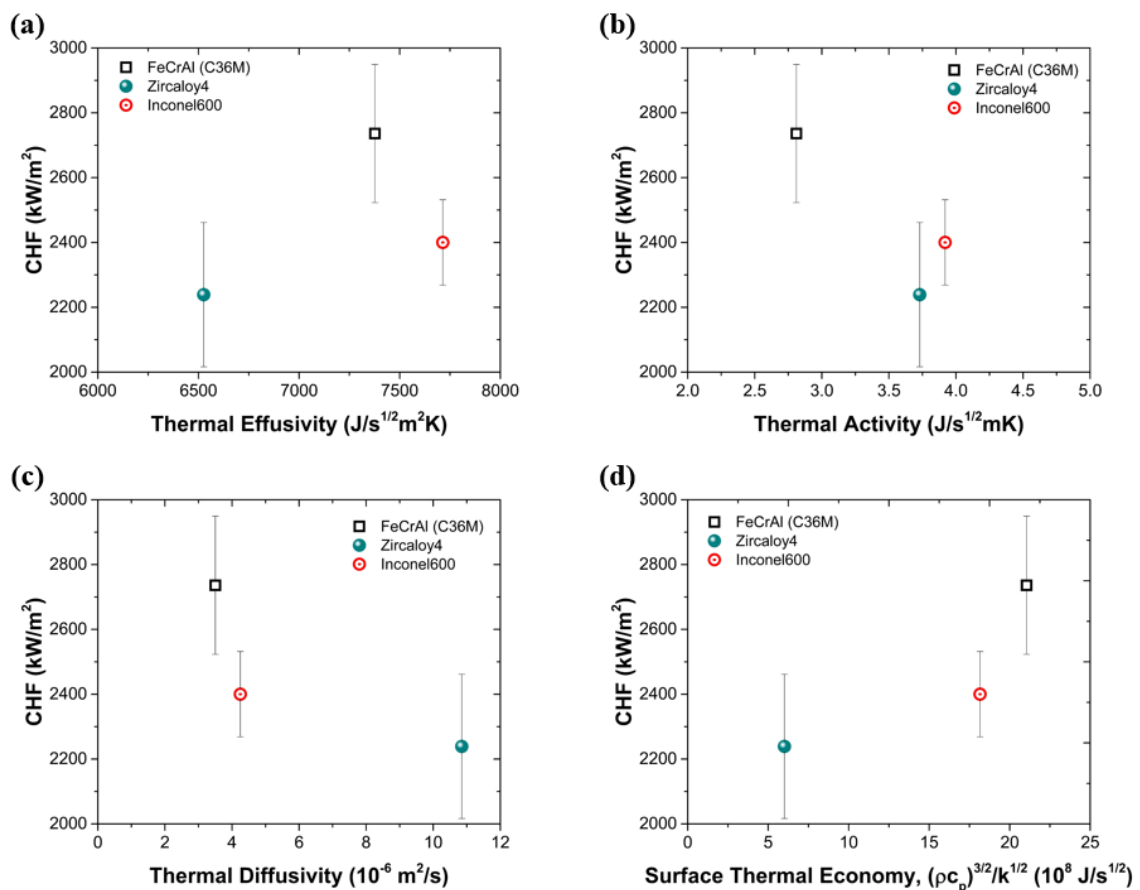 (a)
3000
2800
2600
2400
2200
2000
CHF (kW/m²)
FeCrAl (C36M)
Zircaloy4
Inconel600
6000 6500 7000 7500 8000
Thermal Effusivity (J/s^{1/2}m²K)
(b)
3000
2800
2600
2400
2200
2000
CHF (kW/m²)
FeCrAl (C36M)
Zircaloy4
Inconel600
2.0 2.5 3.0 3.5 4.0 4.5 5.0
Thermal Activity (J/s^{1/2}mK)
(c)
3000
2800
2600
2400
2200
2000
CHF (kW/m²)
FeCrAl (C36M)
Zircaloy4
Inconel600
0 2 4 6 8 10 12
Thermal Diffusivity (10⁻⁶ m²/s)
(d)
3000
2800
2600
2400
2200
2000
CHF (kW/m²)
FeCrAl (C36M)
Zircaloy4
Inconel600
0 5 10 15 20 25
Surface Thermal Economy, (ρc_p)^{3/2}/k^{1/2} (10⁸ J/s^{1/2})